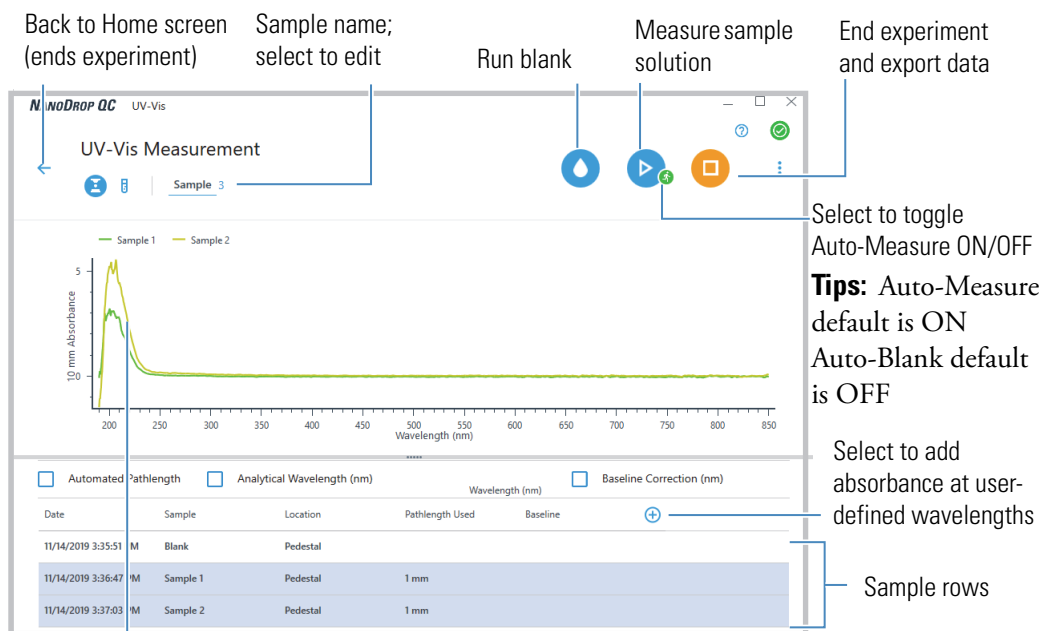 Back to Home screen
(ends experiment)
Sample name;
select to edit
Run blank
Measure sample
solution
End experiment
and export data
NANODROP QC UV-Vis
UV-Vis Measurement
Sample 3
Select to toggle
Auto-Measure ON/OFF
Tips: Auto-Measure
default is ON
Auto-Blank default
is OFF
Sample 1 Sample 2
5
10 mm Absorbance
0
200 250 300 350 400 450 500 550 600 650 700 750 800 850
Wavelength (nm)
Select to add
absorbance at user-
defined wavelengths
Automated Pathlength Analytical Wavelength (nm) Baseline Correction (nm)
Wavelength (nm)
Date Sample Location Pathlength Used Baseline
11/14/2019 3:35:51 PM Blank Pedestal
11/14/2019 3:36:47 PM Sample 1 Pedestal 1 mm
11/14/2019 3:37:03 PM Sample 2 Pedestal 1 mm
Sample rows